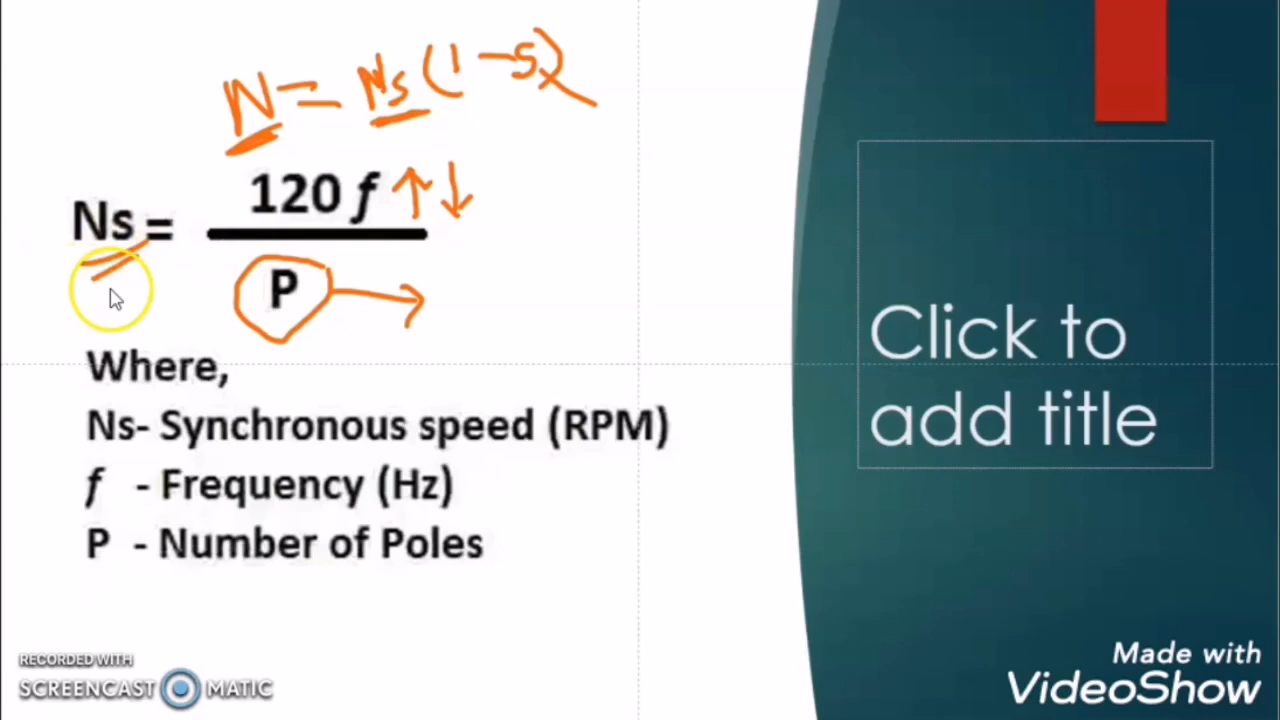 N = Ns (1-s)
Ns = 120 f ↑ ↓
P →
Where,
Ns- Synchronous speed (RPM)
f - Frequency (Hz)
P - Number of Poles
Click to
add title
RECORDED WITH
SCREENCAST MATIC
Made with
VideoShow